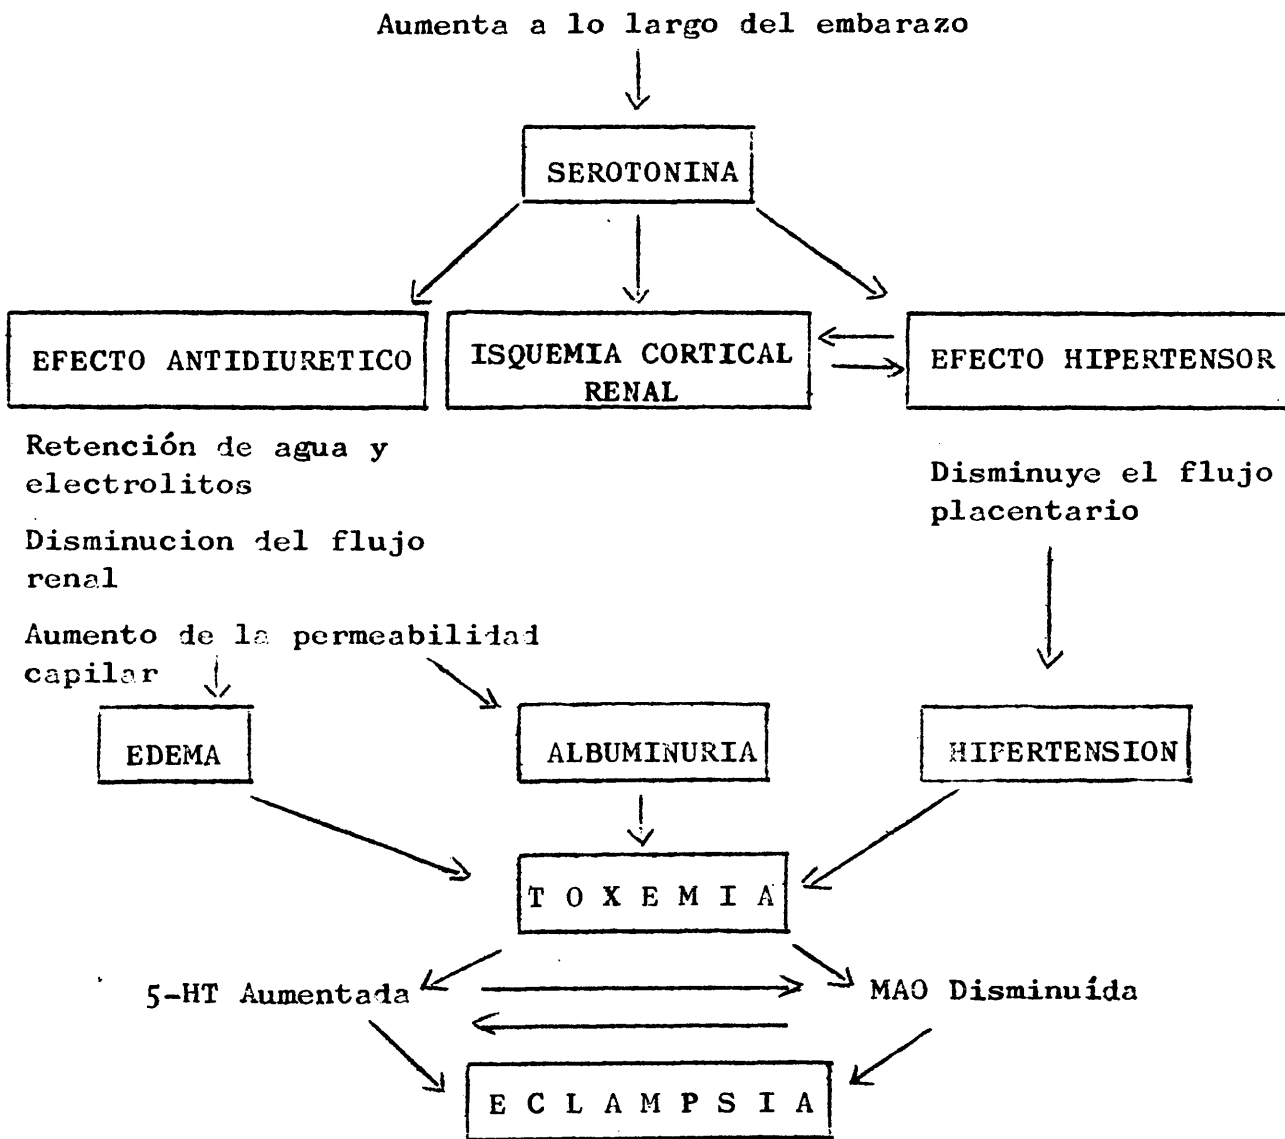 Aumenta a lo largo del embarazo
SEROTONINA
EFECTO ANTIDIURETICO
ISQUEMIA CORTICAL
RENAL
EFECTO HIPERTENSOR
Retención de agua y
electrolitos
Disminucion del flujo
renal
Aumento de la permeabilidad
capilar
Disminuye el flujo
placentario
EDEMA
ALBUMINURIA
HIPERTENSION
T O X E M I A
5-HT Aumentada
MAO Disminuída
E C L A M P S I A